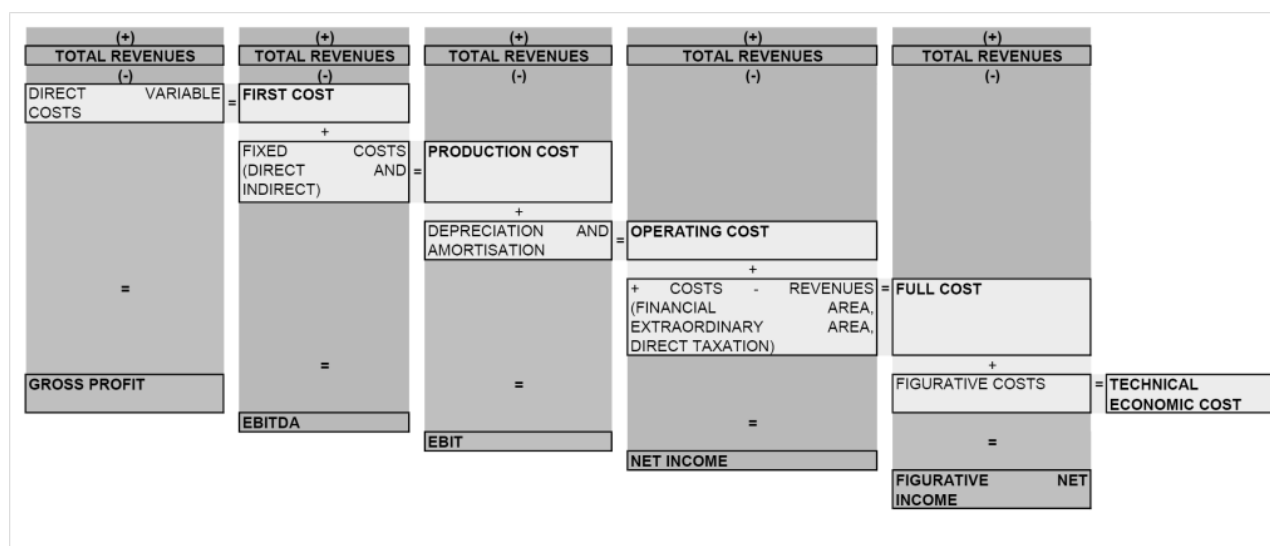 (+) (+) (+) (+) (+)
TOTAL REVENUES TOTAL REVENUES TOTAL REVENUES TOTAL REVENUES TOTAL REVENUES
(-) (-) (-) (-) (-)
DIRECT VARIABLE = FIRST COST
COSTS
+
FIXED COSTS PRODUCTION COST
(DIRECT AND =
INDIRECT)
+
DEPRECIATION AND = OPERATING COST
AMORTISATION
+
= + COSTS - REVENUES = FULL COST
(FINANCIAL AREA,
EXTRAORDINARY AREA,
DIRECT TAXATION)
= +
GROSS PROFIT = FIGURATIVE COSTS = TECHNICAL
ECONOMIC COST
EBITDA =
EBIT =
NET INCOME
FIGURATIVE NET
INCOME